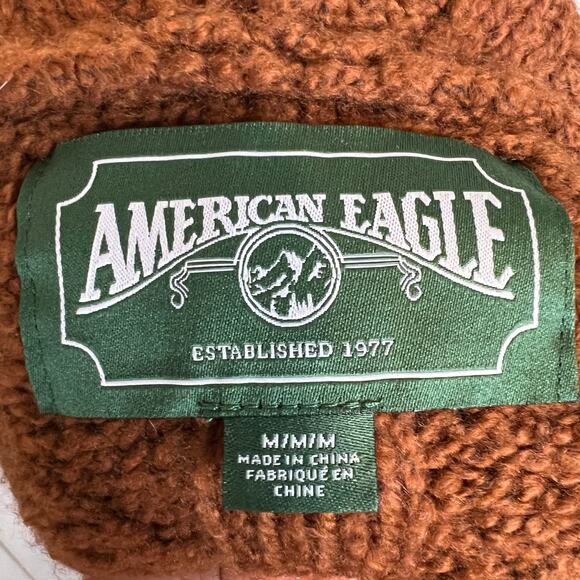 AMERICAN EAGLE
ESTABLISHED 1977
M/M/M
MADE IN CHINA
FABRIQUÉ EN
CHINE